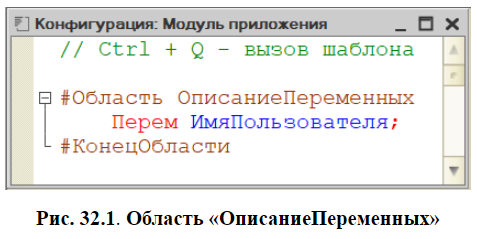 Конфигурация: Модуль приложения
// Ctrl + Q - вызов шаблона
#Область ОписаниеПеременных
Перем ИмяПользователя;
#КонецОбласти
Рис. 32.1. Область «ОписаниеПеременных»